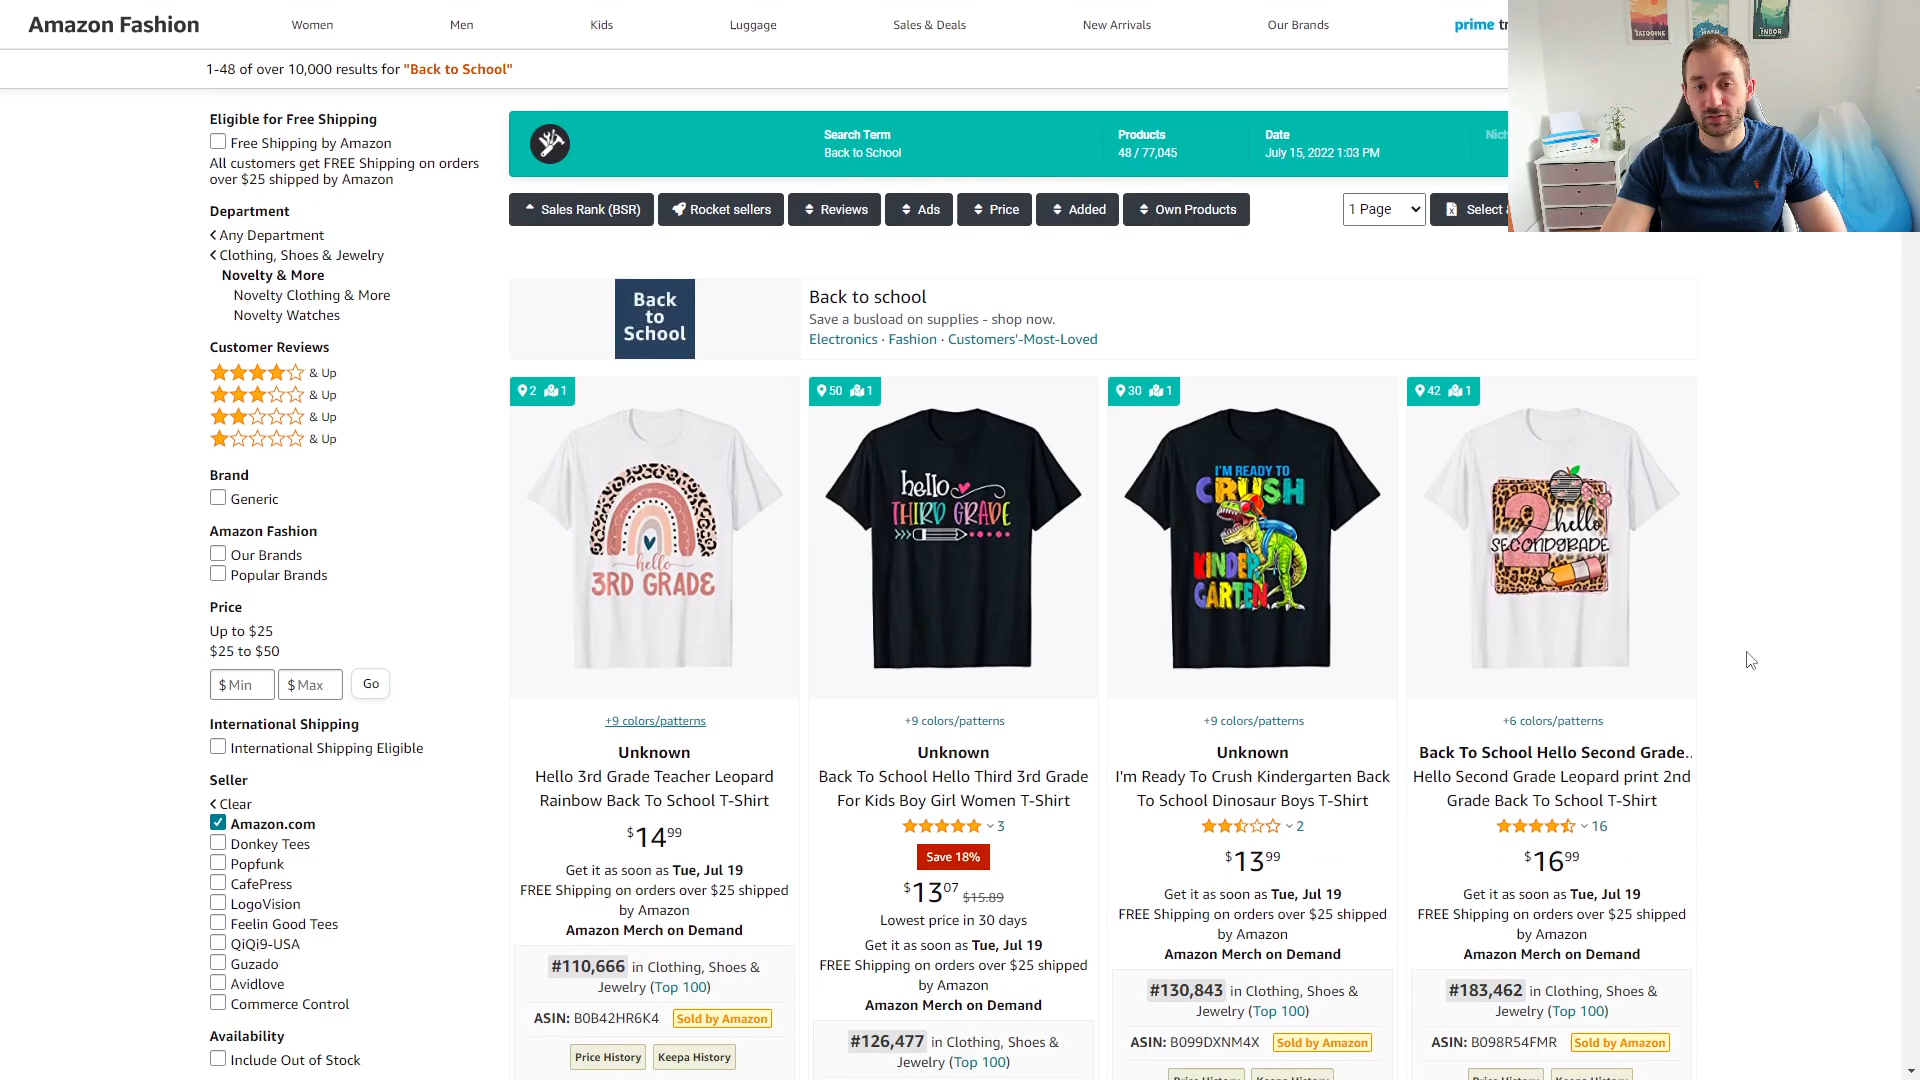 Amazon Fashion
Women
Men
Kids
Luggage
Sales & Deals
New Arrivals
Our Brands
prime
1-48 of over 10,000 results for "Back to School"
TATOOINE
ENDOR
Eligible for Free Shipping
Free Shipping by Amazon
All customers get FREE Shipping on orders
over $25 shipped by Amazon
Department
Any Department
Clothing, Shoes & Jewelry
Novelty & More
Novelty Clothing & More
Novelty Watches
Customer Reviews
& Up
& Up
& Up
& Up
Brand
Generic
Amazon Fashion
Our Brands
Popular Brands
Price
Up to $25
$25 to $50
$ Min
$ Max
Go
International Shipping
International Shipping Eligible
Seller
Clear
Amazon.com
Donkey Tees
Popfunk
CafePress
LogoVision
Feelin Good Tees
QiQi9-USA
Guzado
Avidlove
Commerce Control
Availability
Include Out of Stock
Search Term
Back to School
Products
48 / 77,045
Date
July 15, 2022 1:03 PM
Sales Rank (BSR)
Rocket sellers
Reviews
Ads
Price
Added
Own Products
1 Page
Select
Back
to
School
Back to school
Save a busload on supplies - shop now.
Electronics · Fashion · Customers'-Most-Loved
2 1
hello
3RD GRADE
+9 colors/patterns
Unknown
Hello 3rd Grade Teacher Leopard
Rainbow Back To School T-Shirt
$14.99
Get it as soon as Tue, Jul 19
FREE Shipping on orders over $25 shipped
by Amazon
Amazon Merch on Demand
#110,666 in Clothing, Shoes &
Jewelry (Top 100)
ASIN: B0B42HR6K4 Sold by Amazon
Price History
Keepa History
50 1
hello
THIRD GRADE
+9 colors/patterns
Unknown
Back To School Hello Third 3rd Grade
For Kids Boy Girl Women T-Shirt
3
Save 18%
$13.07 $15.89
Lowest price in 30 days
Get it as soon as Tue, Jul 19
FREE Shipping on orders over $25 shipped
by Amazon
Amazon Merch on Demand
#126,477 in Clothing, Shoes &
Jewelry (Top 100)
30 1
I'M READY TO
CRUSH
KINDER
GARTEN
+9 colors/patterns
Unknown
I'm Ready To Crush Kindergarten Back
To School Dinosaur Boys T-Shirt
2
$13.99
Get it as soon as Tue, Jul 19
FREE Shipping on orders over $25 shipped
by Amazon
Amazon Merch on Demand
#130,843 in Clothing, Shoes &
Jewelry (Top 100)
ASIN: B099DXNM4X Sold by Amazon
Price History
Keepa History
42 1
2
hello
SECONDGRADE
+6 colors/patterns
Back To School Hello Second Grade..
Hello Second Grade Leopard print 2nd
Grade Back To School T-Shirt
16
$16.99
Get it as soon as Tue, Jul 19
FREE Shipping on orders over $25 shipped
by Amazon
Amazon Merch on Demand
#183,462 in Clothing, Shoes &
Jewelry (Top 100)
ASIN: B098R54FMR Sold by Amazon
Price History
Keepa History